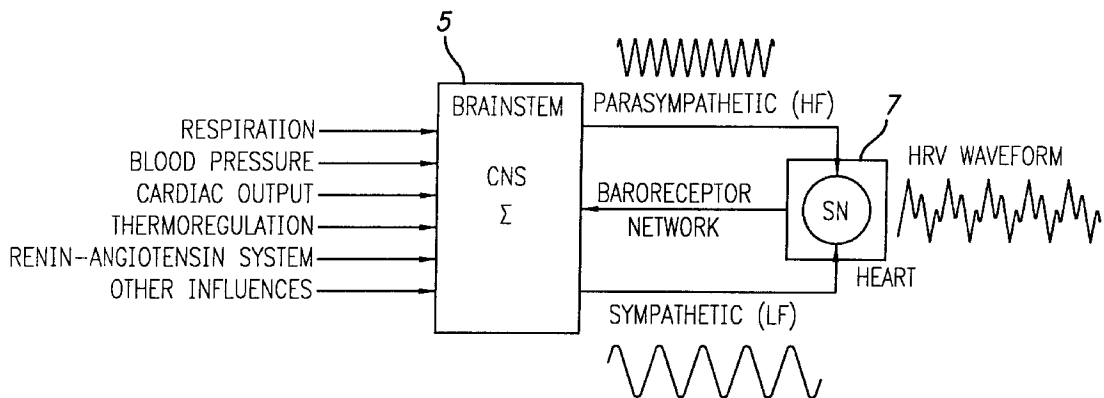 5
BRAINSTEM
CNS
Σ
RESPIRATION
BLOOD PRESSURE
CARDIAC OUTPUT
THERMOREGULATION
RENIN-ANGIOTENSIN SYSTEM
OTHER INFLUENCES
PARASYMPATHETIC (HF)
BARORECEPTOR
NETWORK
SYMPATHETIC (LF)
7
SN
HEART
HRV WAVEFORM